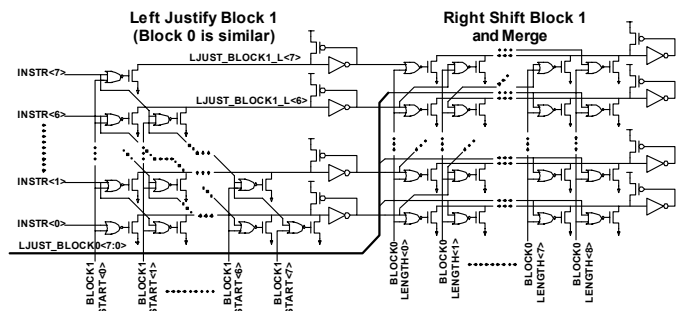 Left Justify Block 1
(Block 0 is similar)
Right Shift Block 1
and Merge
LJUST_BLOCK1_L<7>
INSTR<7>
LJUST_BLOCK1_L<6>
INSTR<6>
INSTR<1>
INSTR<0>
LJUST_BLOCK0<7:0>
BLOCK1
START<0>
BLOCK1
START<1>
BLOCK1
START<6>
BLOCK1
START<7>
BLOCK0
LENGTH<0>
BLOCK0
LENGTH<1>
BLOCK0
LENGTH<7>
BLOCK0
LENGTH<8>